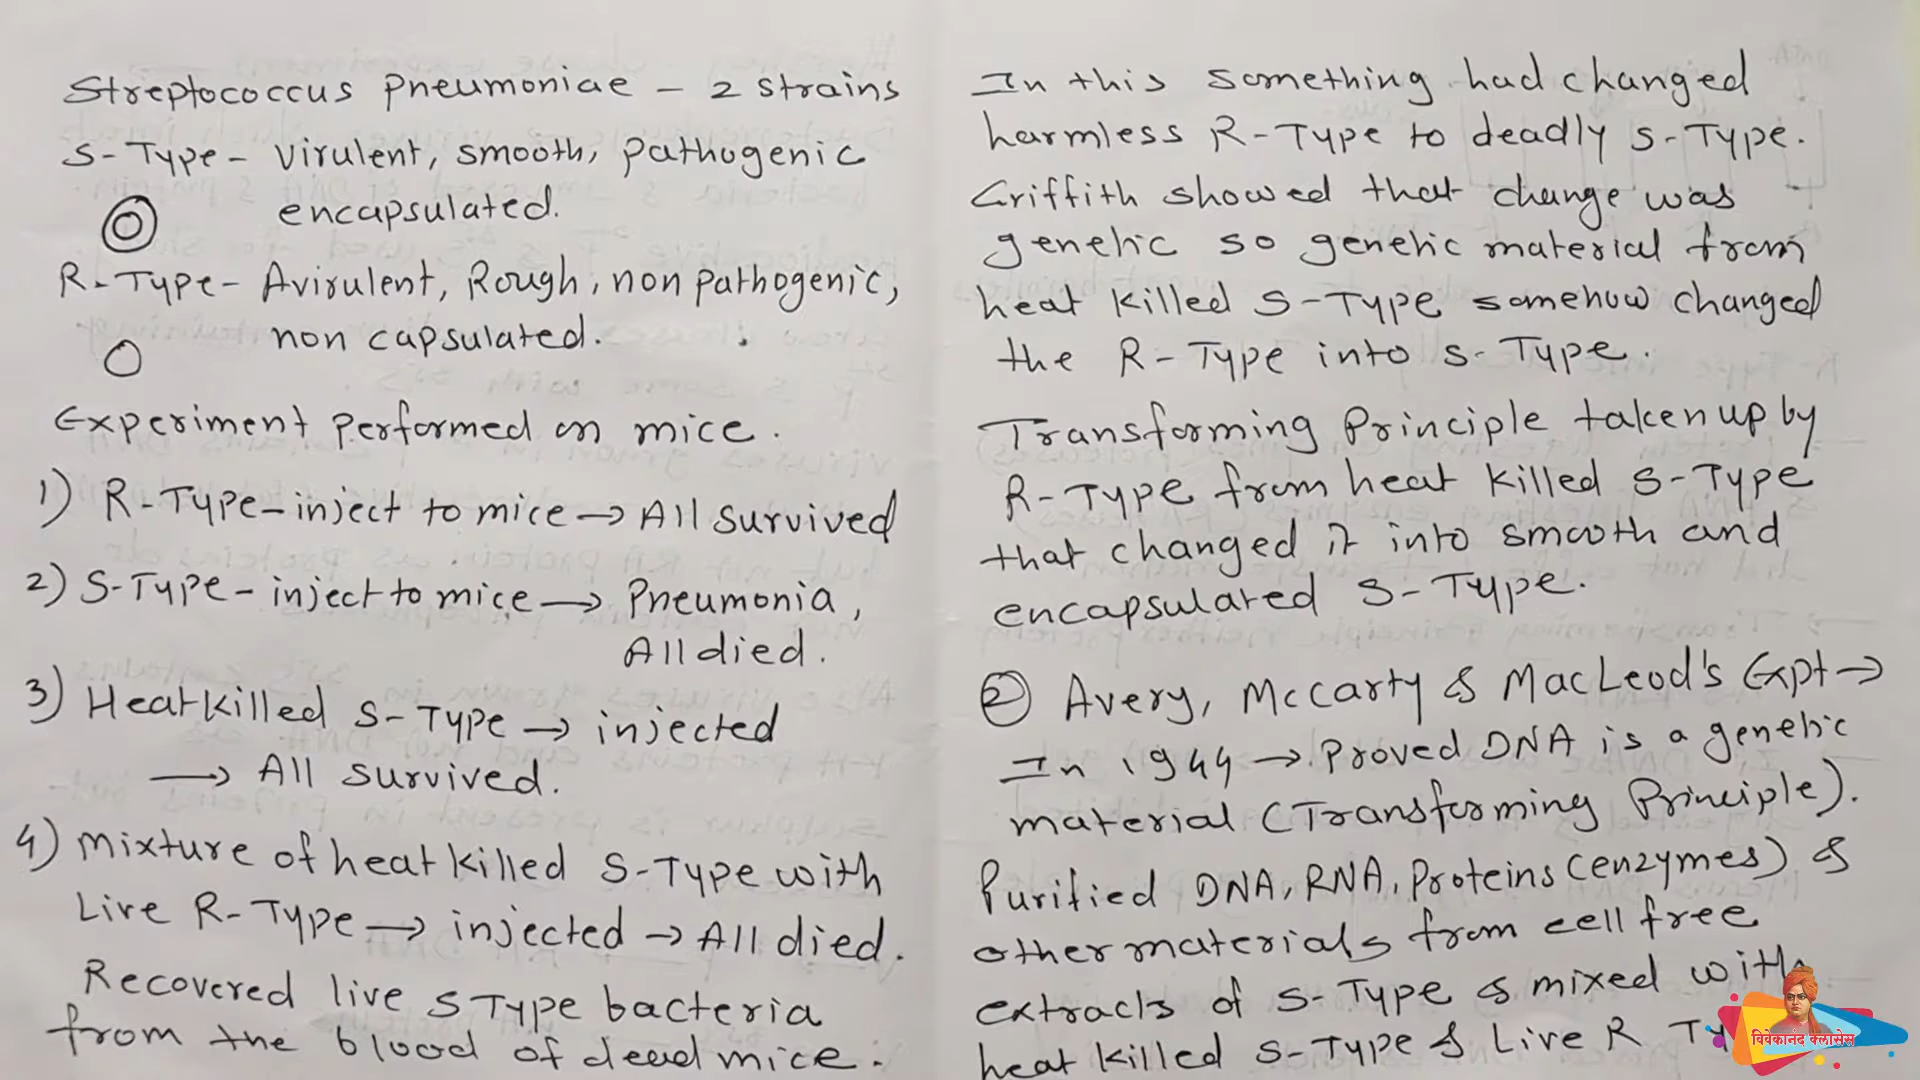 Streptococcus pneumoniae - 2 strains
S-Type - virulent, smooth, pathogenic
encapsulated.
R-Type - Avirulent, Rough, non pathogenic,
non capsulated.
Experiment performed on mice.
1) R-Type - inject to mice → All survived
2) S-Type - inject to mice → Pneumonia,
All died.
3) Heat killed S-Type → injected
→ All survived.
4) Mixture of heat killed S-Type with
Live R-Type → injected → All died.
Recovered live S Type bacteria
from the blood of dead mice.
In this something had changed
harmless R-Type to deadly S-Type.
Griffith showed that change was
genetic so genetic material from
heat killed S-Type somehow changed
the R-Type into S-Type.
Transforming Principle taken up by
R-Type from heat killed S-Type
that changed it into smooth and
encapsulated S-Type.
② Avery, McCarty & MacLeod's Expt →
In 1944 → Proved DNA is a genetic
material (Transforming Principle).
Purified DNA, RNA, Proteins (enzymes) &
other materials from cell free
extracts of S-Type & mixed with
heat killed S-Type & Live R Ty
विवेकानंद क्लासेस